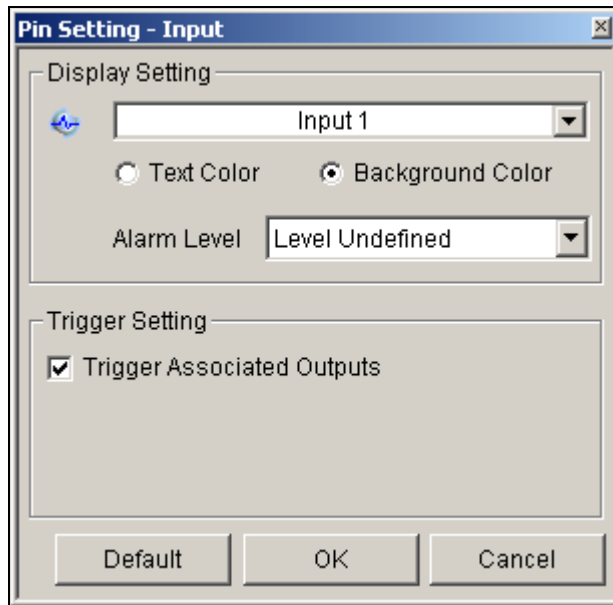 Pin Setting - Input
Display Setting
Input 1
Text Color Background Color
Alarm Level Level Undefined
Trigger Setting
Trigger Associated Outputs
Default OK Cancel